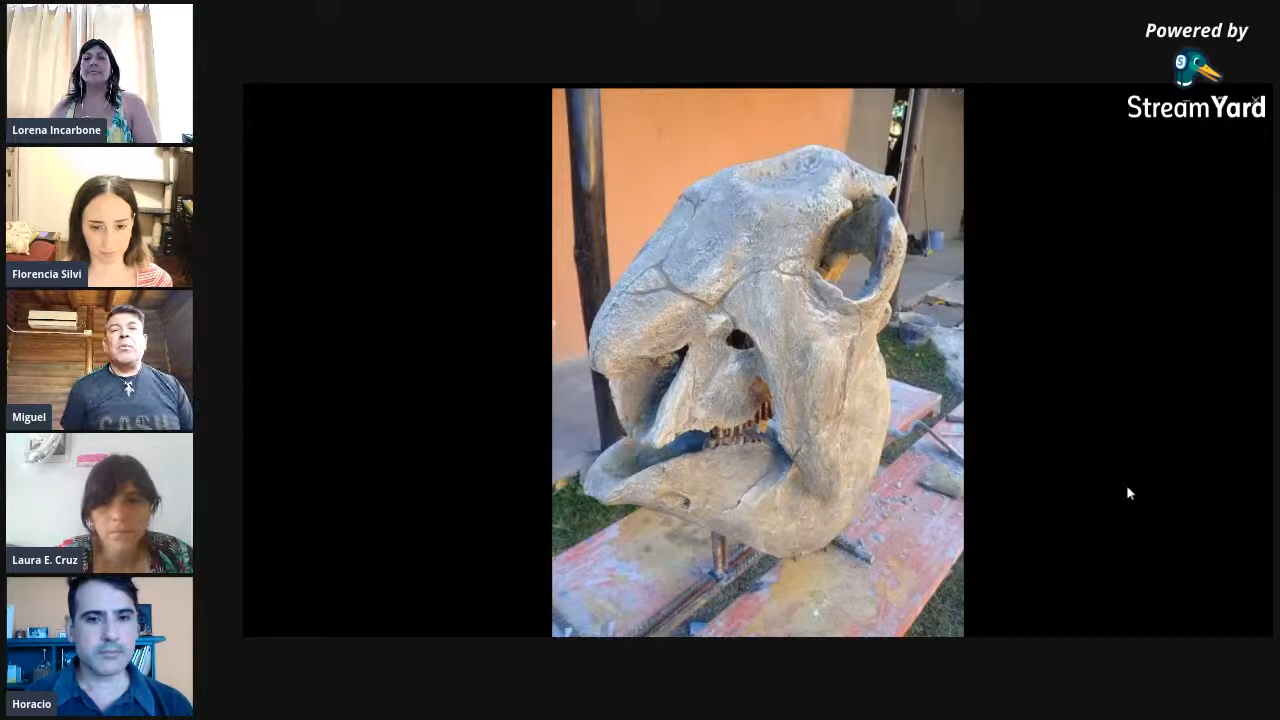 Powered by
StreamYard
Lorena Incarbone
Florencia Silvi
Miguel
Laura E. Cruz
Horacio